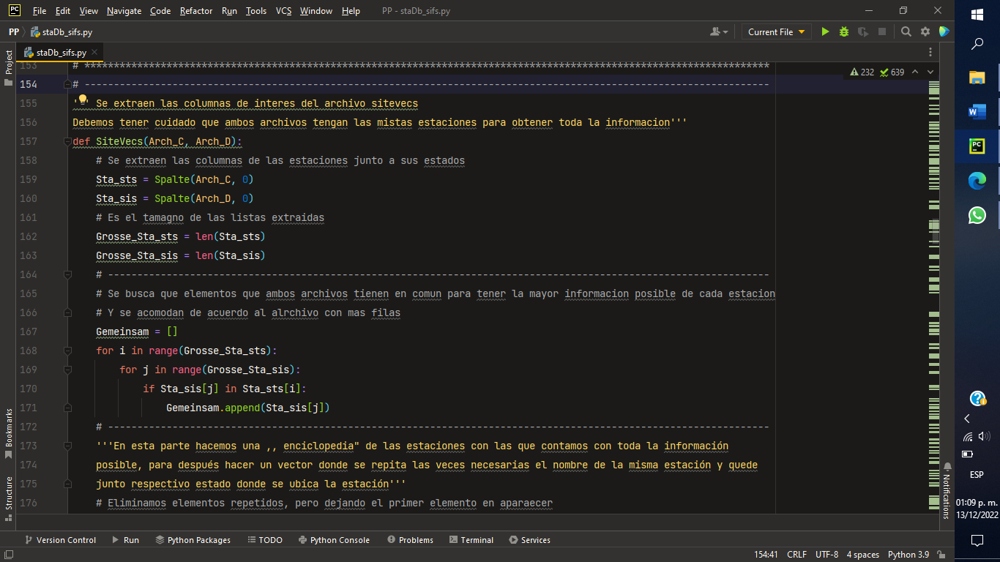 File Edit View Navigate Code Refactor Run Tools VCS Window Help PP - staDb_sifs.py
PP staDb_sifs.py Current File
staDb_sifs.py
Project
232 639
153 # *********************************************************************************************************************
154 # ---------------------------------------------------------------------------------------------------------------------
155 ''' Se extraen las columnas de interes del archivo sitevecs
156 Debemos tener cuidado que ambos archivos tengan las mistas estaciones para obtener toda la informacion'''
157 def SiteVecs(Arch_C, Arch_D):
158 # Se extraen las columnas de las estaciones junto a sus estados
159 Sta_sts = Spalte(Arch_C, 0)
160 Sta_sis = Spalte(Arch_D, 0)
161 # Es el tamagno de las listas extraidas
162 Grosse_Sta_sts = len(Sta_sts)
163 Grosse_Sta_sis = len(Sta_sis)
164 # -----------------------------------------------------------------------------------------------------------------
165 # Se busca que elementos que ambos archivos tienen en comun para tener la mayor informacion posible de cada estacion
166 # Y se acomodan de acuerdo al alrchivo con mas filas
167 Gemeinsam = []
168 for i in range(Grosse_Sta_sts):
169 for j in range(Grosse_Sta_sis):
170 if Sta_sis[j] in Sta_sts[i]:
171 Gemeinsam.append(Sta_sis[j])
172 # -----------------------------------------------------------------------------------------------------------------
173 '''En esta parte hacemos una ,, enciclopedia" de las estaciones con las que contamos con toda la información
174 posible, para después hacer un vector donde se repita las veces necesarias el nombre de la misma estación y quede
175 junto respectivo estado donde se ubica la estación'''
176 # Eliminamos elementos repetidos, pero dejando el primer elemento en aparaecer
Bookmarks
Structure
Notifications
Version Control Run Python Packages TODO Python Console Problems Terminal Services
154:41 CRLF UTF-8 4 spaces Python 3.9
ESP
01:09 p. m.
13/12/2022